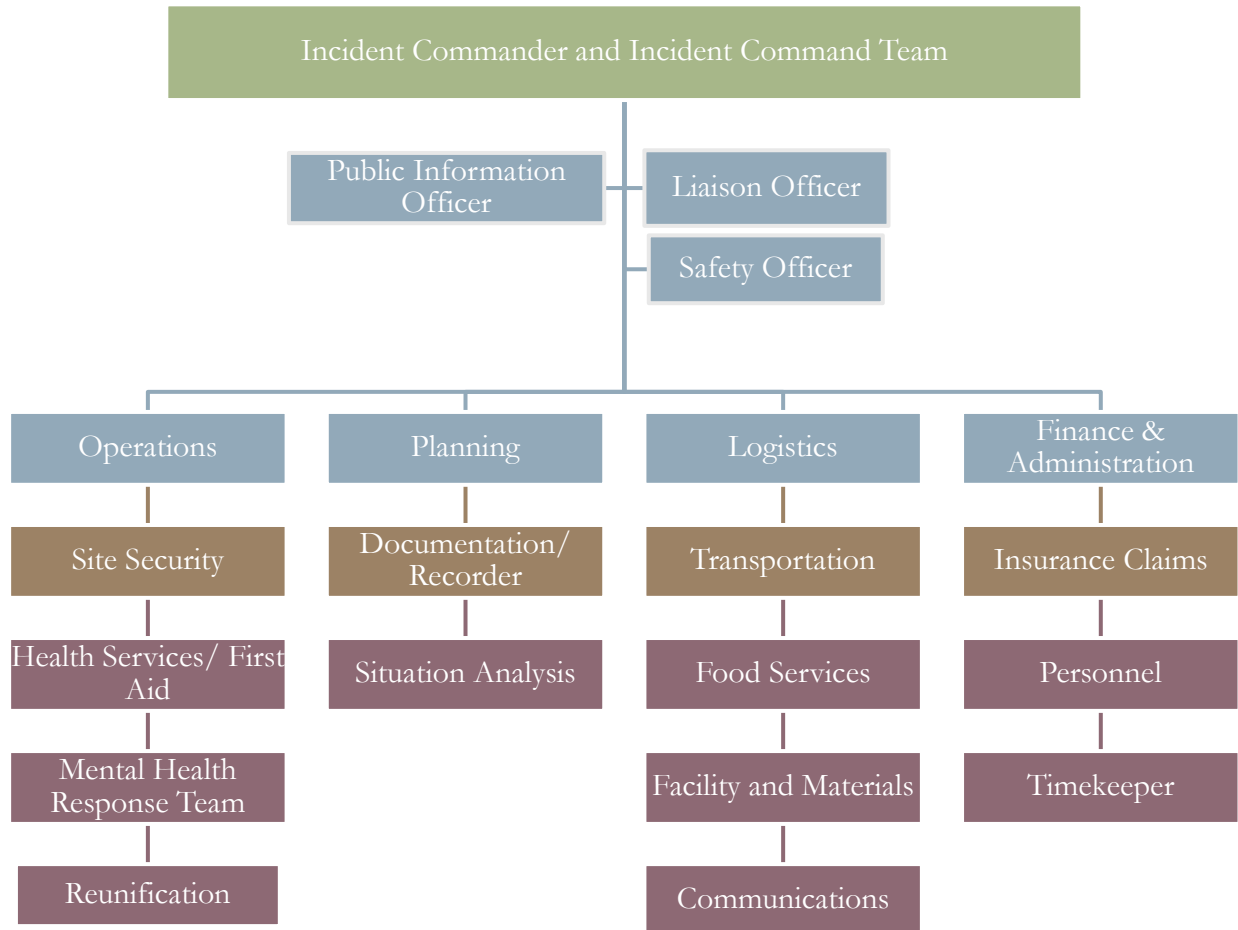 Incident Commander and Incident Command Team
Public Information
Officer
Liaison Officer
Safety Officer
Operations
Planning
Logistics
Finance &
Administration
Site Security
Documentation/
Recorder
Transportation
Insurance Claims
Health Services/ First
Aid
Situation Analysis
Food Services
Personnel
Mental Health
Response Team
Facility and Materials
Timekeeper
Reunification
Communications